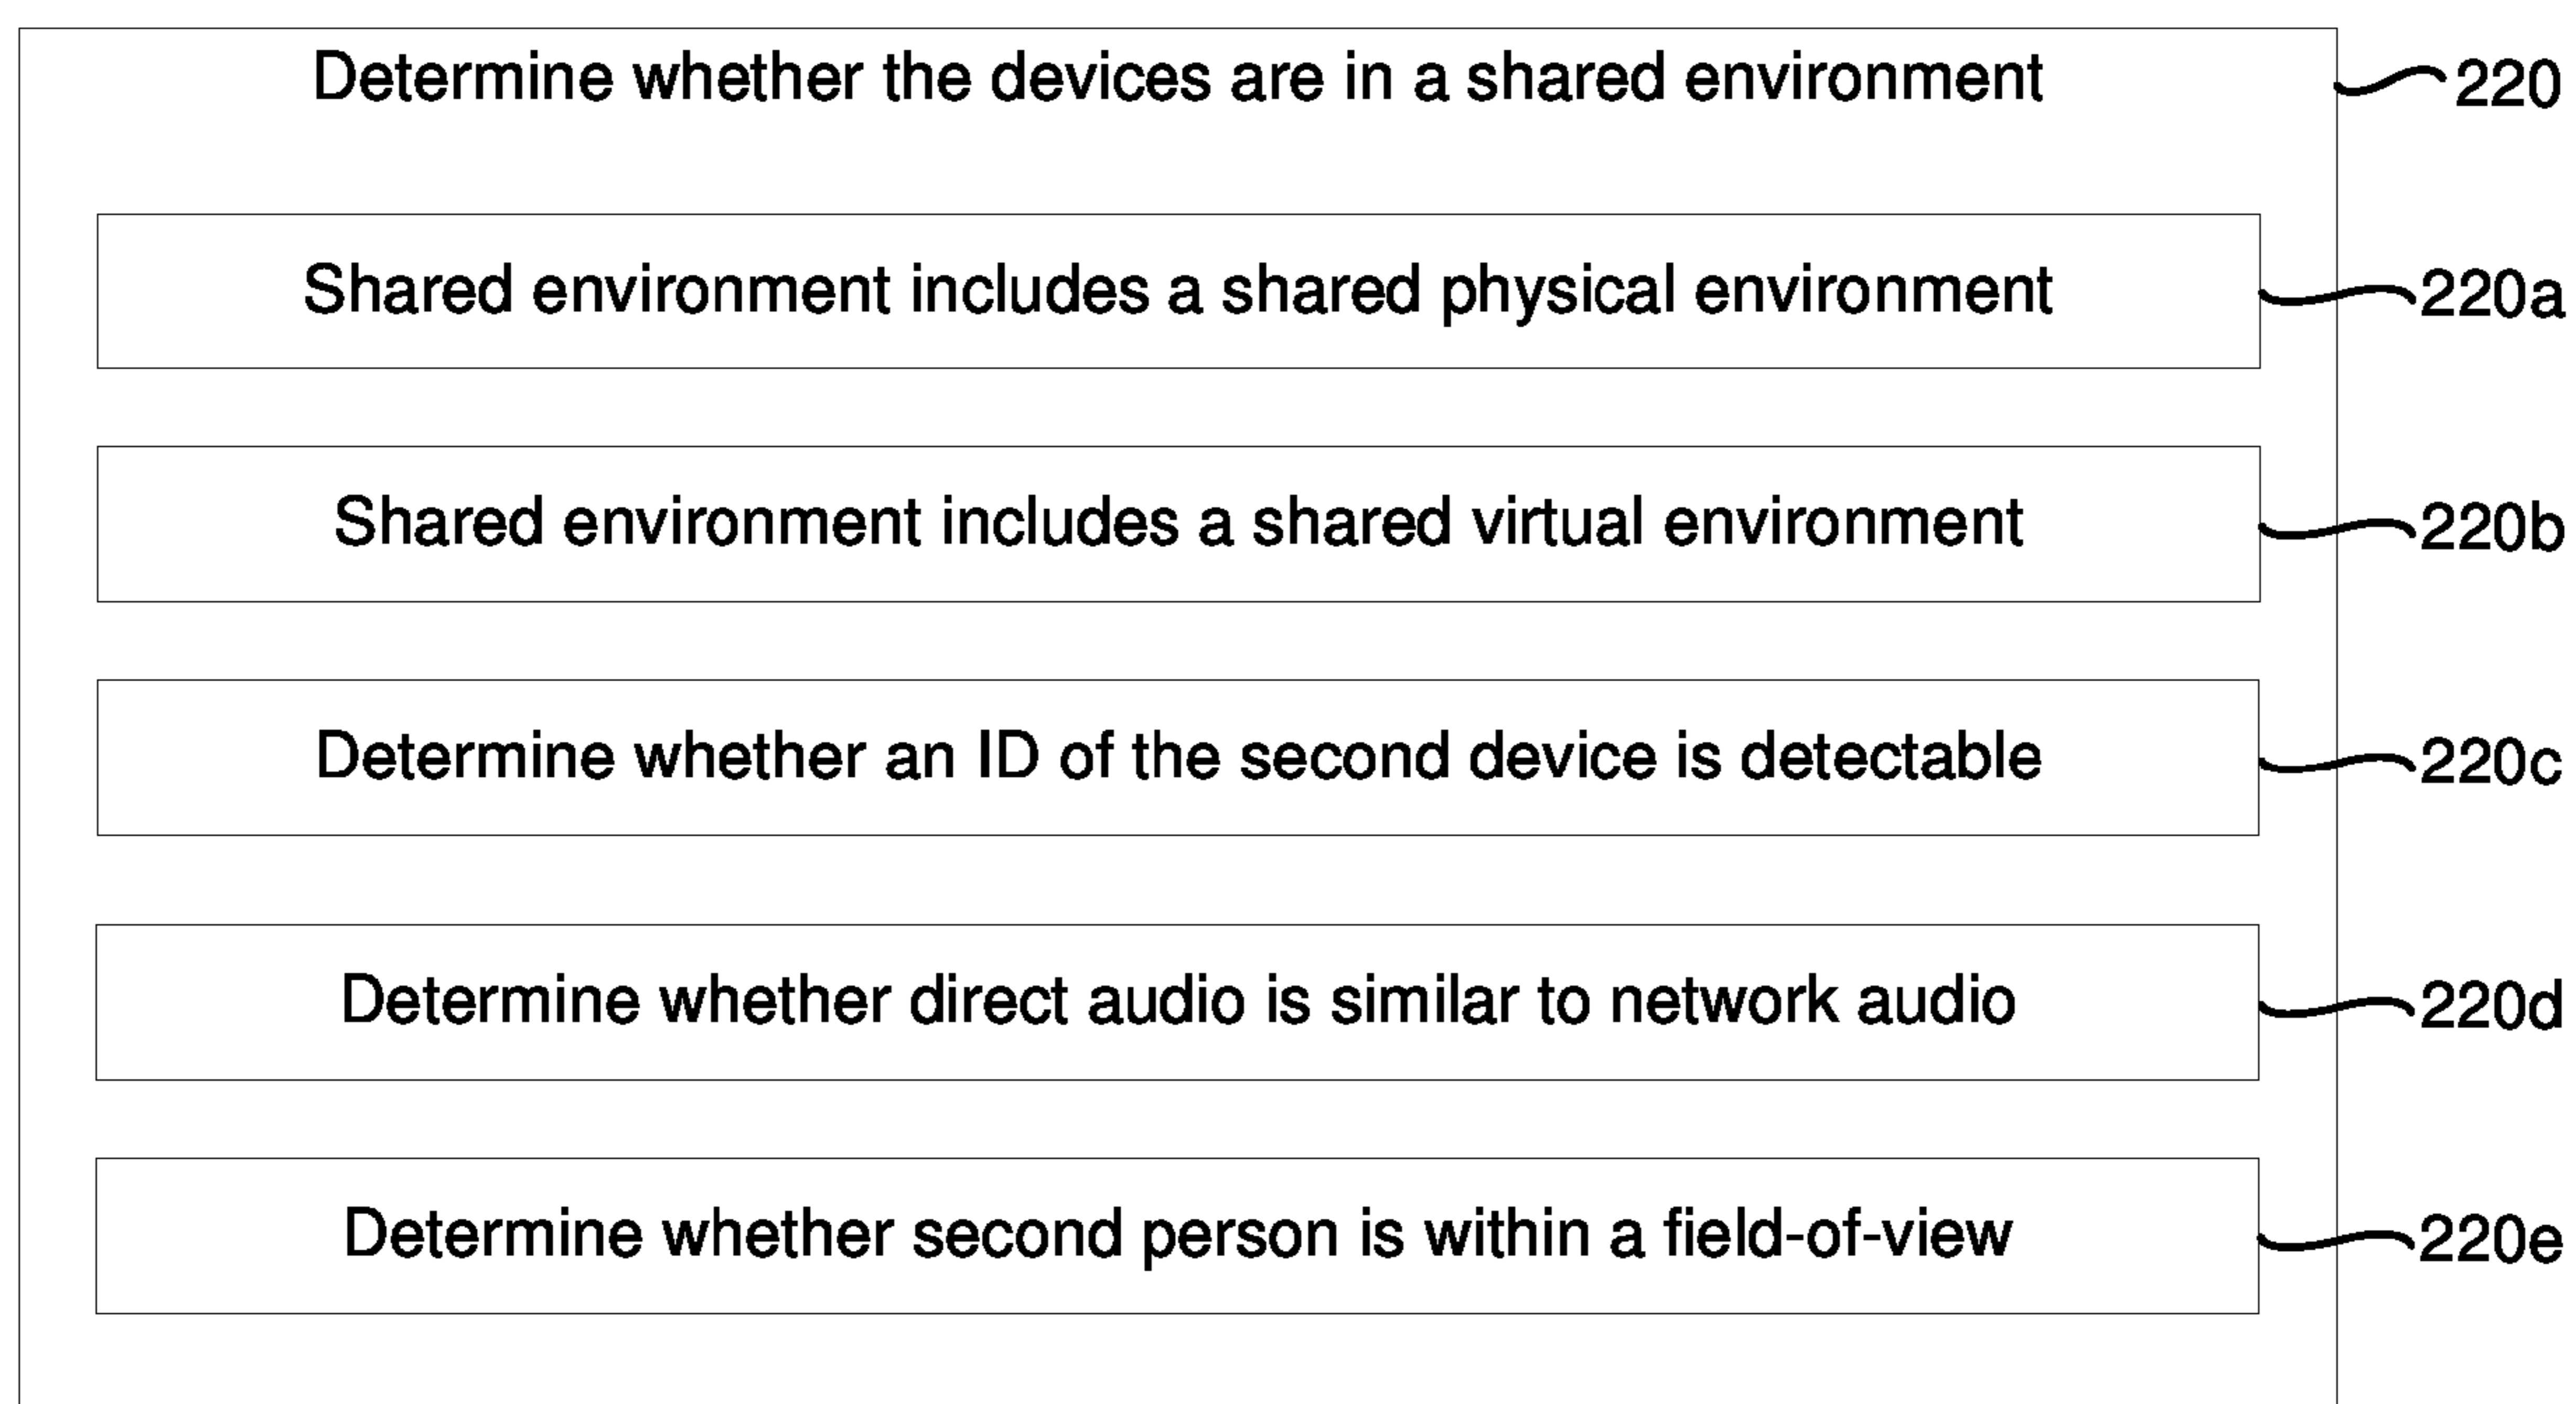 Determine whether the devices are in a shared environment 220
Shared environment includes a shared physical environment 220a
Shared environment includes a shared virtual environment 220b
Determine whether an ID of the second device is detectable 220c
Determine whether direct audio is similar to network audio 220d
Determine whether second person is within a field-of-view 220e